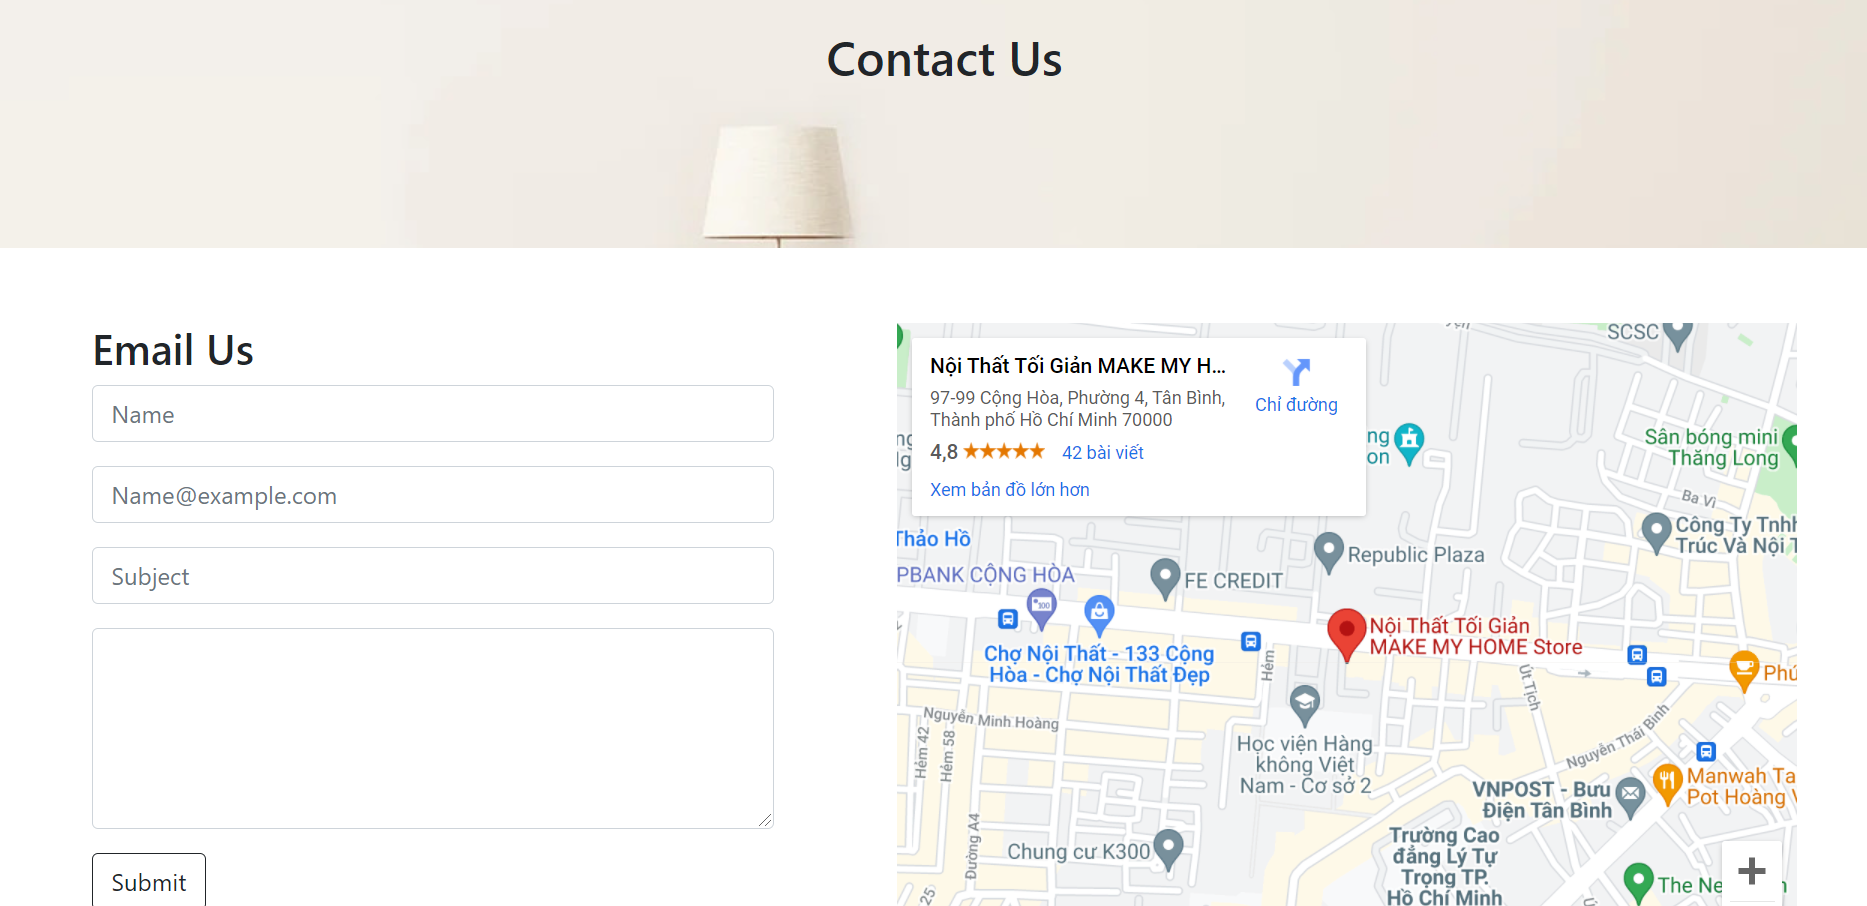 Contact Us
Email Us
Name
Name@example.com
Subject
Submit
Nội Thất Tối Giản MAKE MY H...
97-99 Cộng Hòa, Phường 4, Tân Bình,
Thành phố Hồ Chí Minh 70000
4,8
42 bài viết
Xem bản đồ lớn hơn
Chỉ đường
SCSC
ng
on
Sân bóng mini
Thăng Long
Ba Vì
Công Ty Tnhh
Trúc Và Nội T
Thảo Hồ
PBANK CỘNG HÒA
100
FE CREDIT
Republic Plaza
Nội Thất Tối Giản
MAKE MY HOME Store
Chợ Nội Thất - 133 Cộng
Hòa - Chợ Nội Thất Đẹp
Hẻm
Út Tịch
Phú
Nguyễn Minh Hoàng
Hẻm 42
Hẻm 58
Học viện Hàng
không Việt
Nam - Cơ sở 2
Nguyễn Thái Bình
Manwah Ta
Pot Hoàng V
VNPOST - Bưu
Điện Tân Bình
Đường A4
Chung cư K300
Trường Cao
đẳng Lý Tự
Trọng TP.
Hồ Chí Minh
The Ne
25